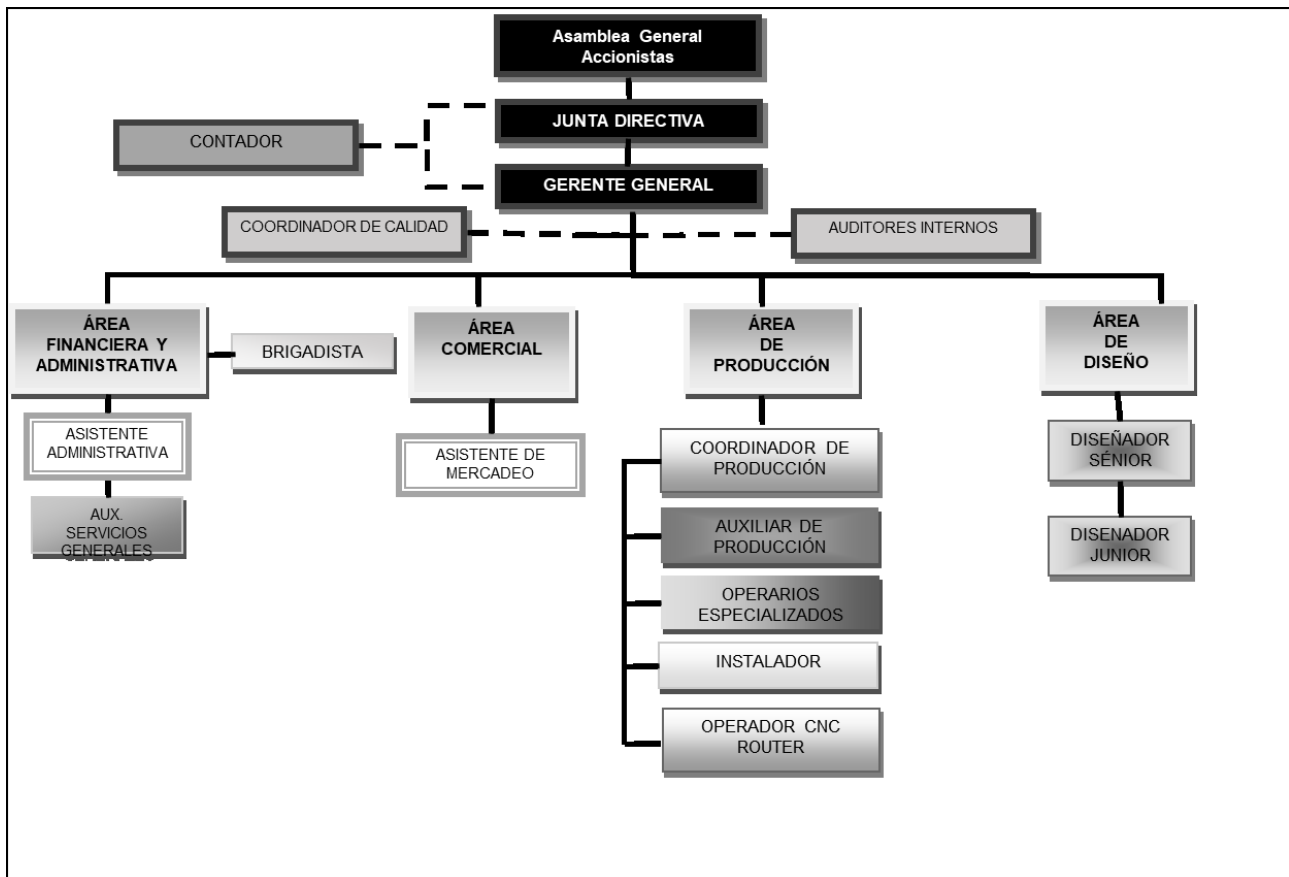 Asamblea General
Accionistas
JUNTA DIRECTIVA
CONTADOR
GERENTE GENERAL
COORDINADOR DE CALIDAD
AUDITORES INTERNOS
ÁREA
FINANCIERA Y
ADMINISTRATIVA
BRIGADISTA
ÁREA
COMERCIAL
ÁREA
DE
PRODUCCIÓN
ÁREA
DE
DISEÑO
ASISTENTE
ADMINISTRATIVA
AUX.
SERVICIOS
GENERALES
ASISTENTE DE
MERCADEO
COORDINADOR DE
PRODUCCIÓN
AUXILIAR DE
PRODUCCIÓN
OPERARIOS
ESPECIALIZADOS
INSTALADOR
OPERADOR CNC
ROUTER
DISEÑADOR
SÉNIOR
DISENADOR
JUNIOR